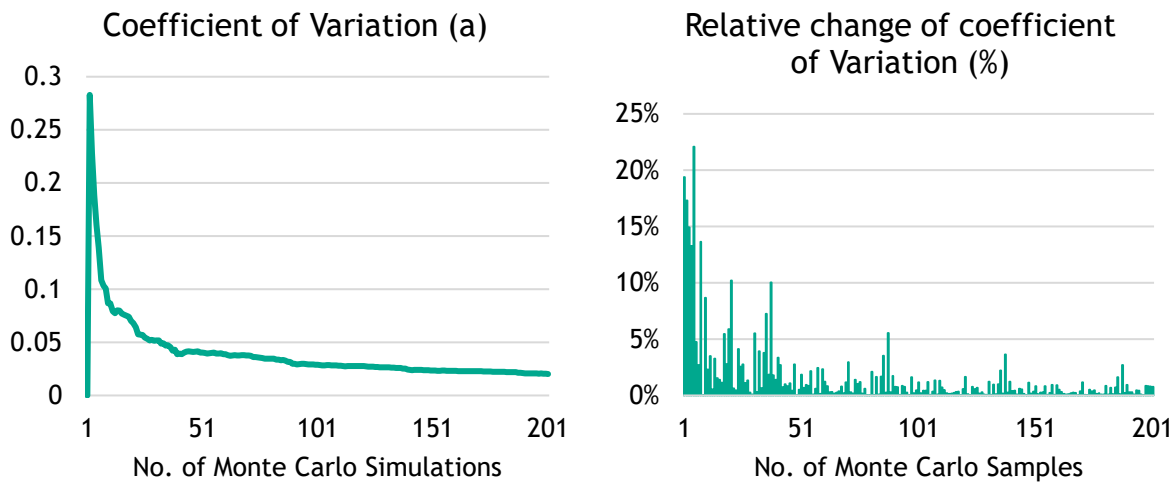 Coefficient of Variation (a)
0.3
0.25
0.2
0.15
0.1
0.05
0
1 51 101 151 201
No. of Monte Carlo Simulations
Relative change of coefficient
of Variation (%)
25%
20%
15%
10%
5%
0%
1 51 101 151 201
No. of Monte Carlo Samples